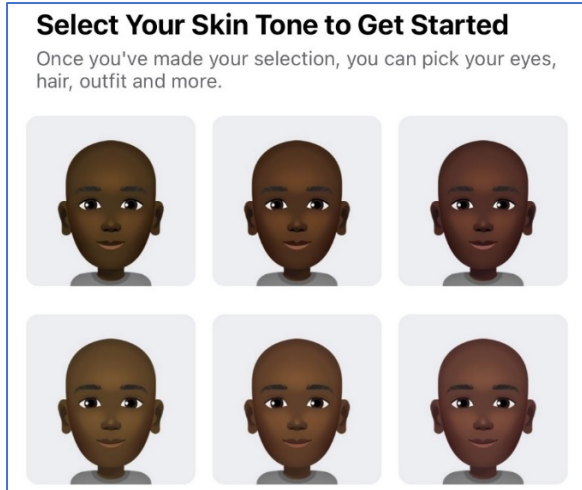 Select Your Skin Tone to Get Started
Once you've made your selection, you can pick your eyes,
hair, outfit and more.